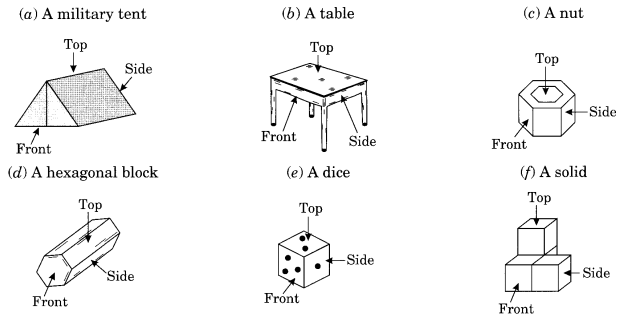 (a) A military tent
Top
Side
Front
(b) A table
Top
Front
Side
(c) A nut
Top
Side
Front
(d) A hexagonal block
Top
Side
Front
(e) A dice
Top
Side
Front
(f) A solid
Top
Side
Front